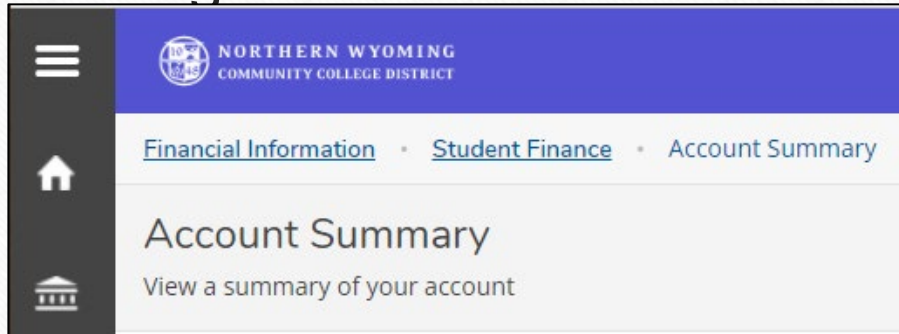 NORTHERN WYOMING
COMMUNITY COLLEGE DISTRICT
Financial Information · Student Finance · Account Summary
Account Summary
View a summary of your account